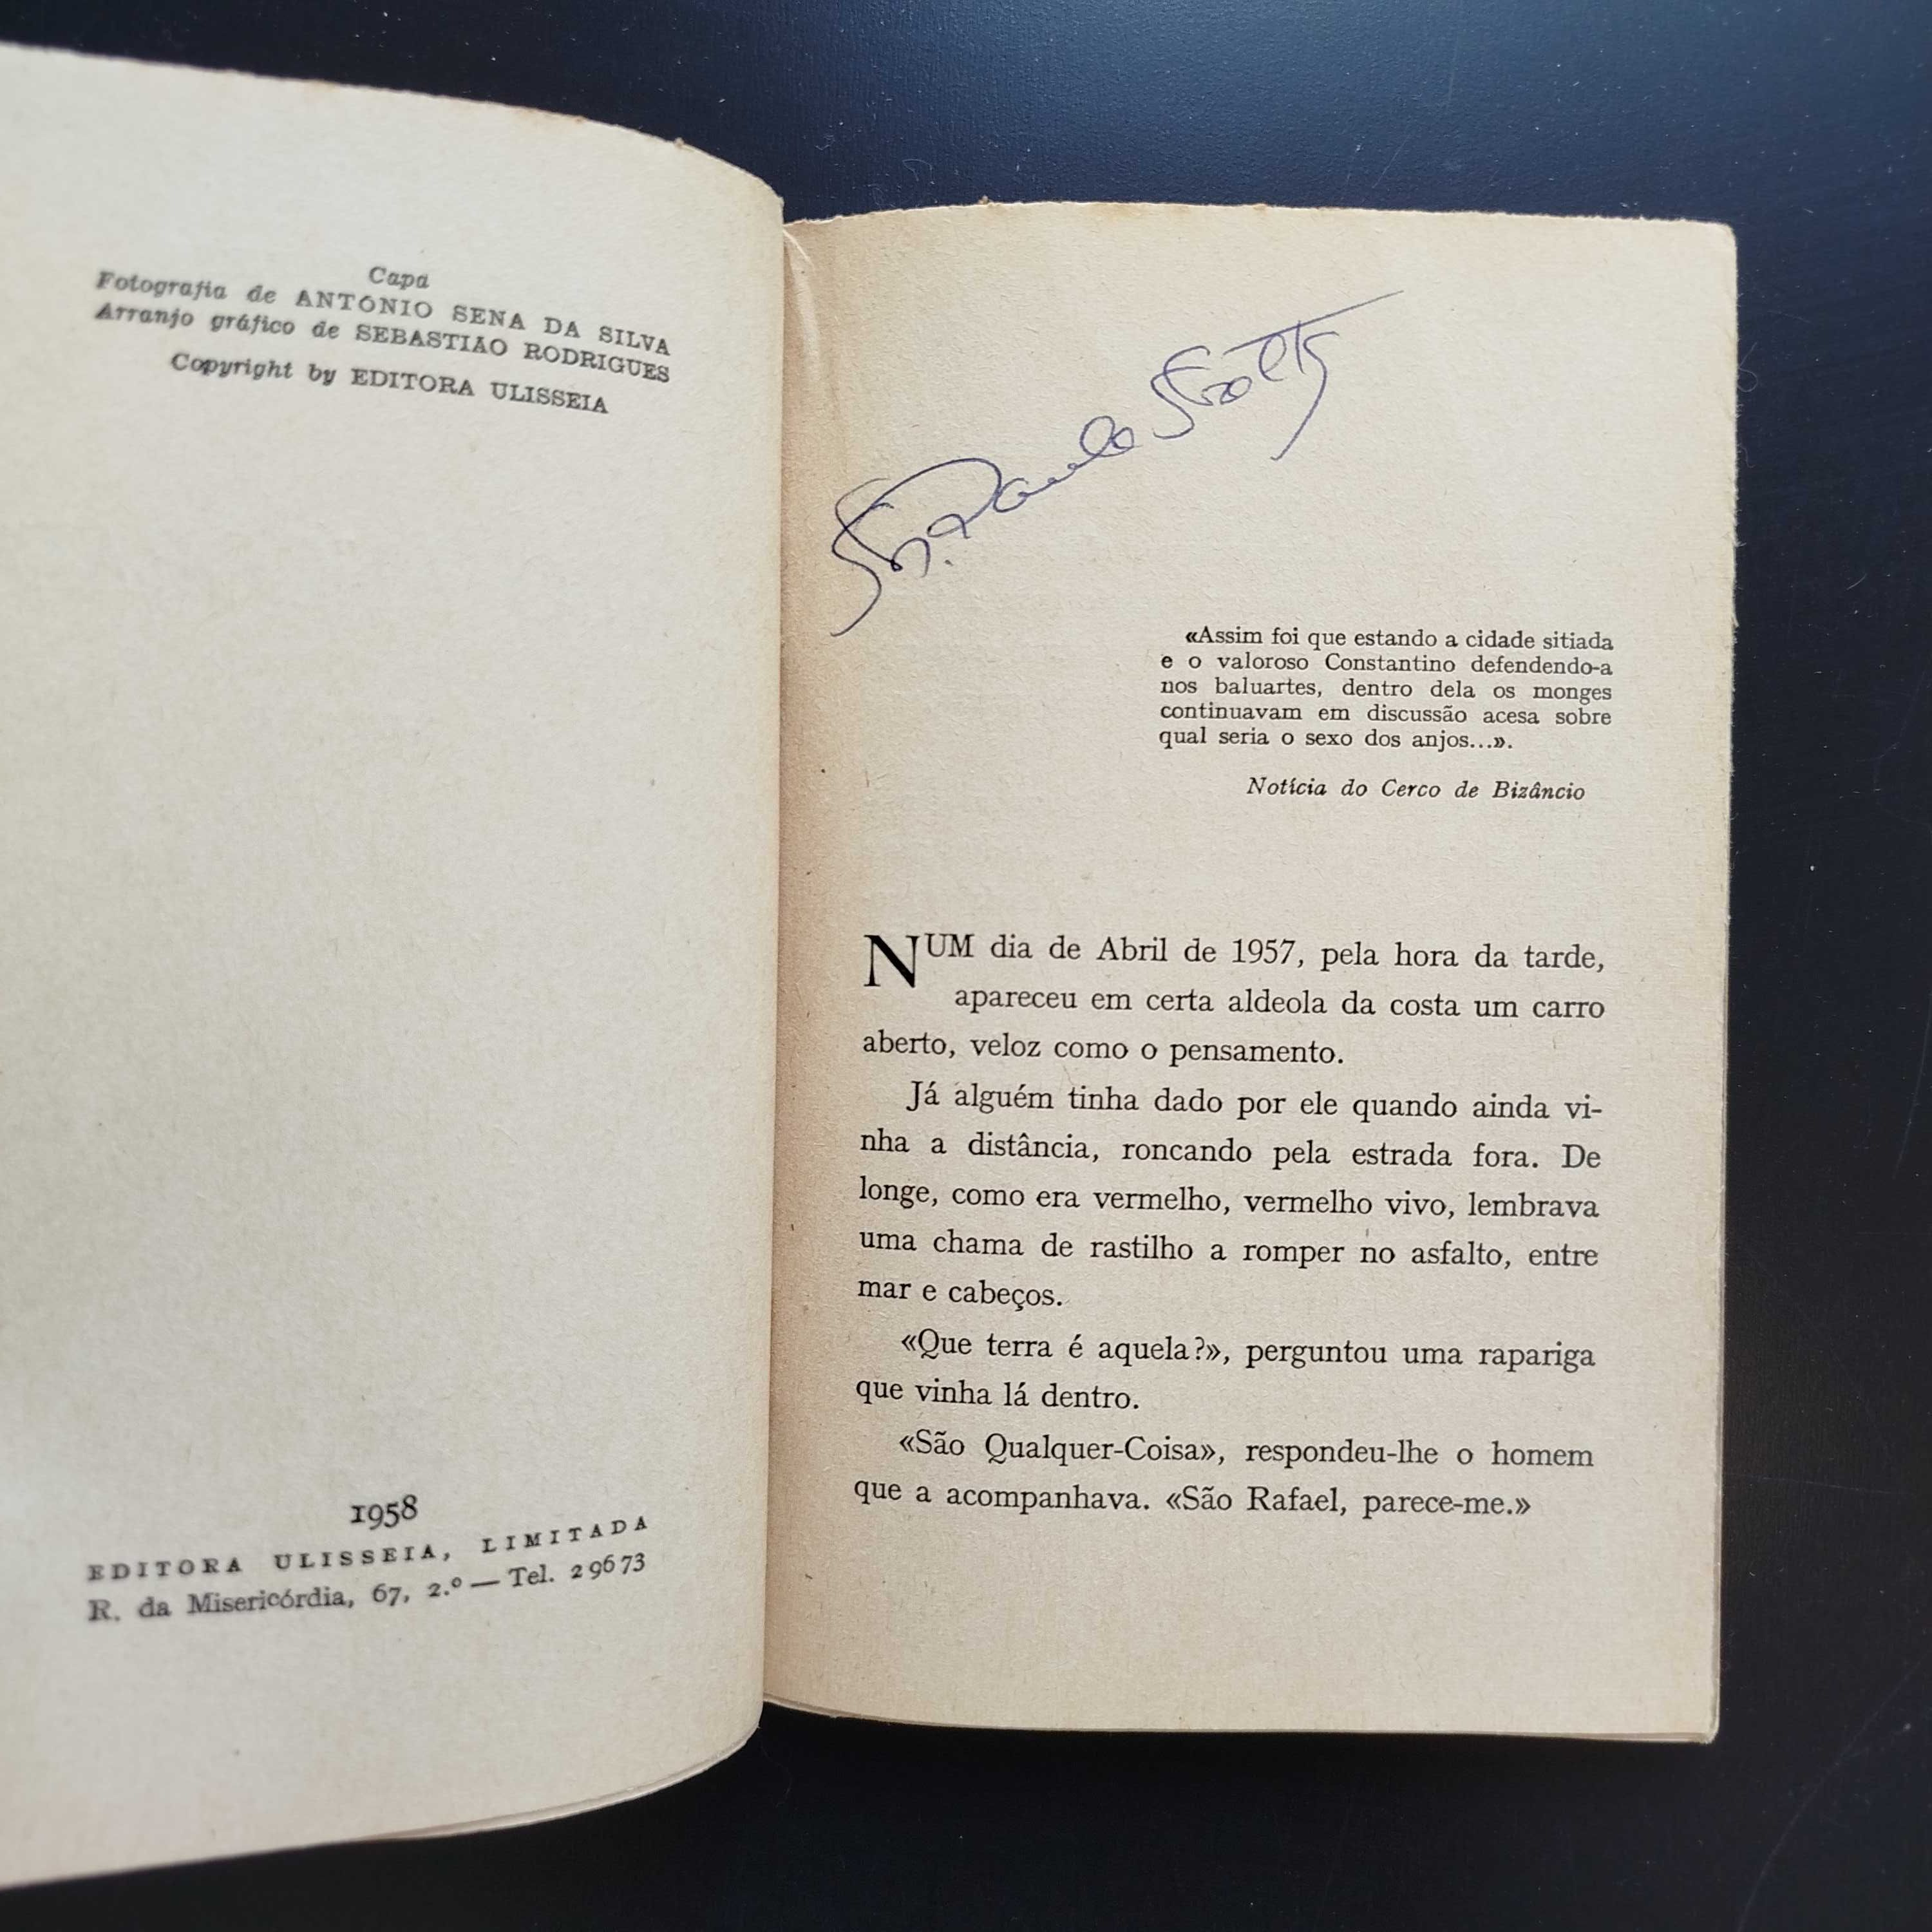 Capa
Fotografia de ANTÓNIO SENA DA SILVA
Arranjo gráfico de SEBASTIÃO RODRIGUES
Copyright by EDITORA ULISSEIA
1958
EDITORA ULISSEIA, LIMITADA
R. da Misericórdia, 67, 2.º — Tel. 2 96 73
Paulo
«Assim foi que estando a cidade sitiada
e o valoroso Constantino defendendo-a
nos baluartes, dentro dela os monges
continuavam em discussão acesa sobre
qual seria o sexo dos anjos...».
Notícia do Cerco de Bizâncio
NUM dia de Abril de 1957, pela hora da tarde,
apareceu em certa aldeola da costa um carro
aberto, veloz como o pensamento.
Já alguém tinha dado por ele quando ainda vi-
nha a distância, roncando pela estrada fora. De
longe, como era vermelho, vermelho vivo, lembrava
uma chama de rastilho a romper no asfalto, entre
mar e cabeços.
«Que terra é aquela?», perguntou uma rapariga
que vinha lá dentro.
«São Qualquer-Coisa», respondeu-lhe o homem
que a acompanhava. «São Rafael, parece-me.»